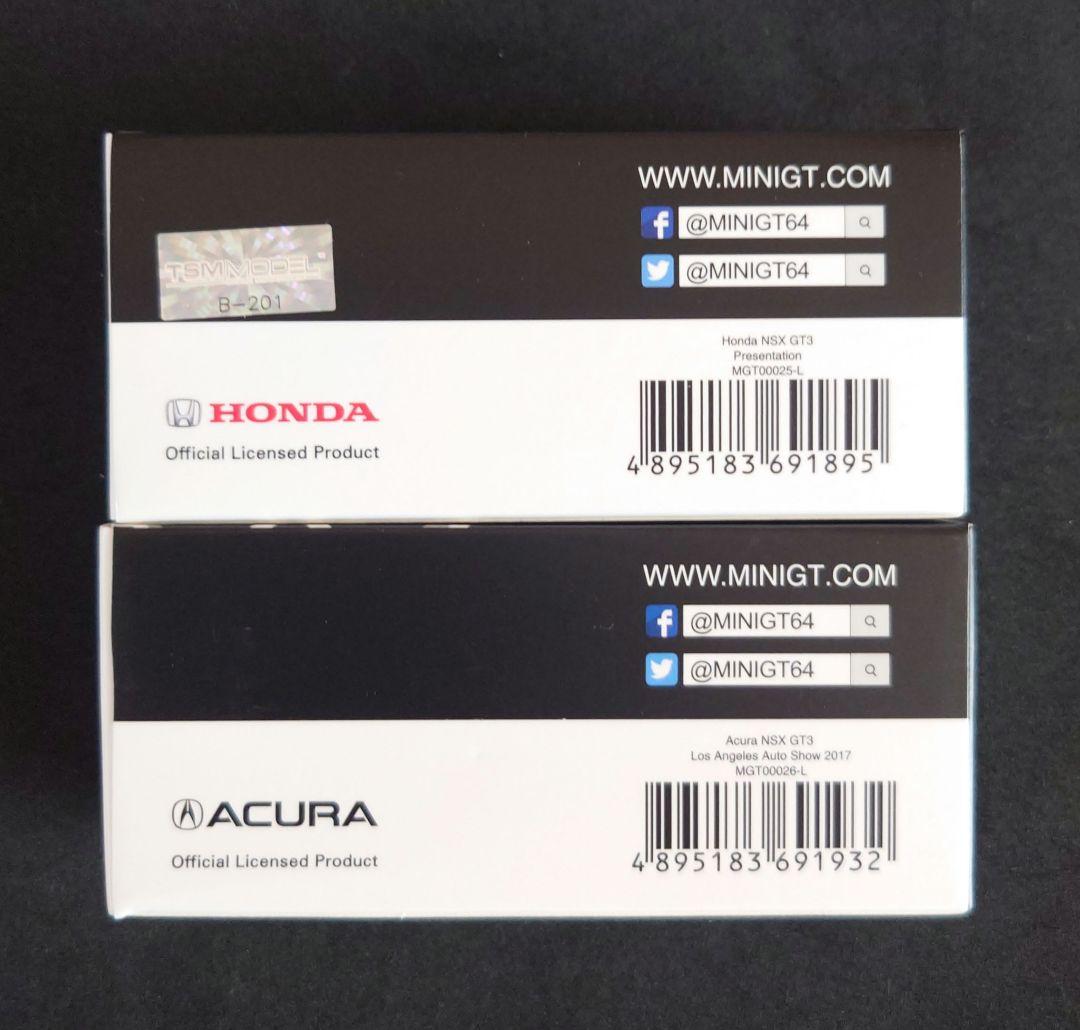 WWW.MINIGT.COM
@MINIGT64
@MINIGT64
TSM MODEL
B-201
Honda NSX GT3
Presentation
MGT00025-L
HONDA
Official Licensed Product
4 895183 691895
WWW.MINIGT.COM
@MINIGT64
@MINIGT64
Acura NSX GT3
Los Angeles Auto Show 2017
MGT00026-L
ACURA
Official Licensed Product
4 895183 691932